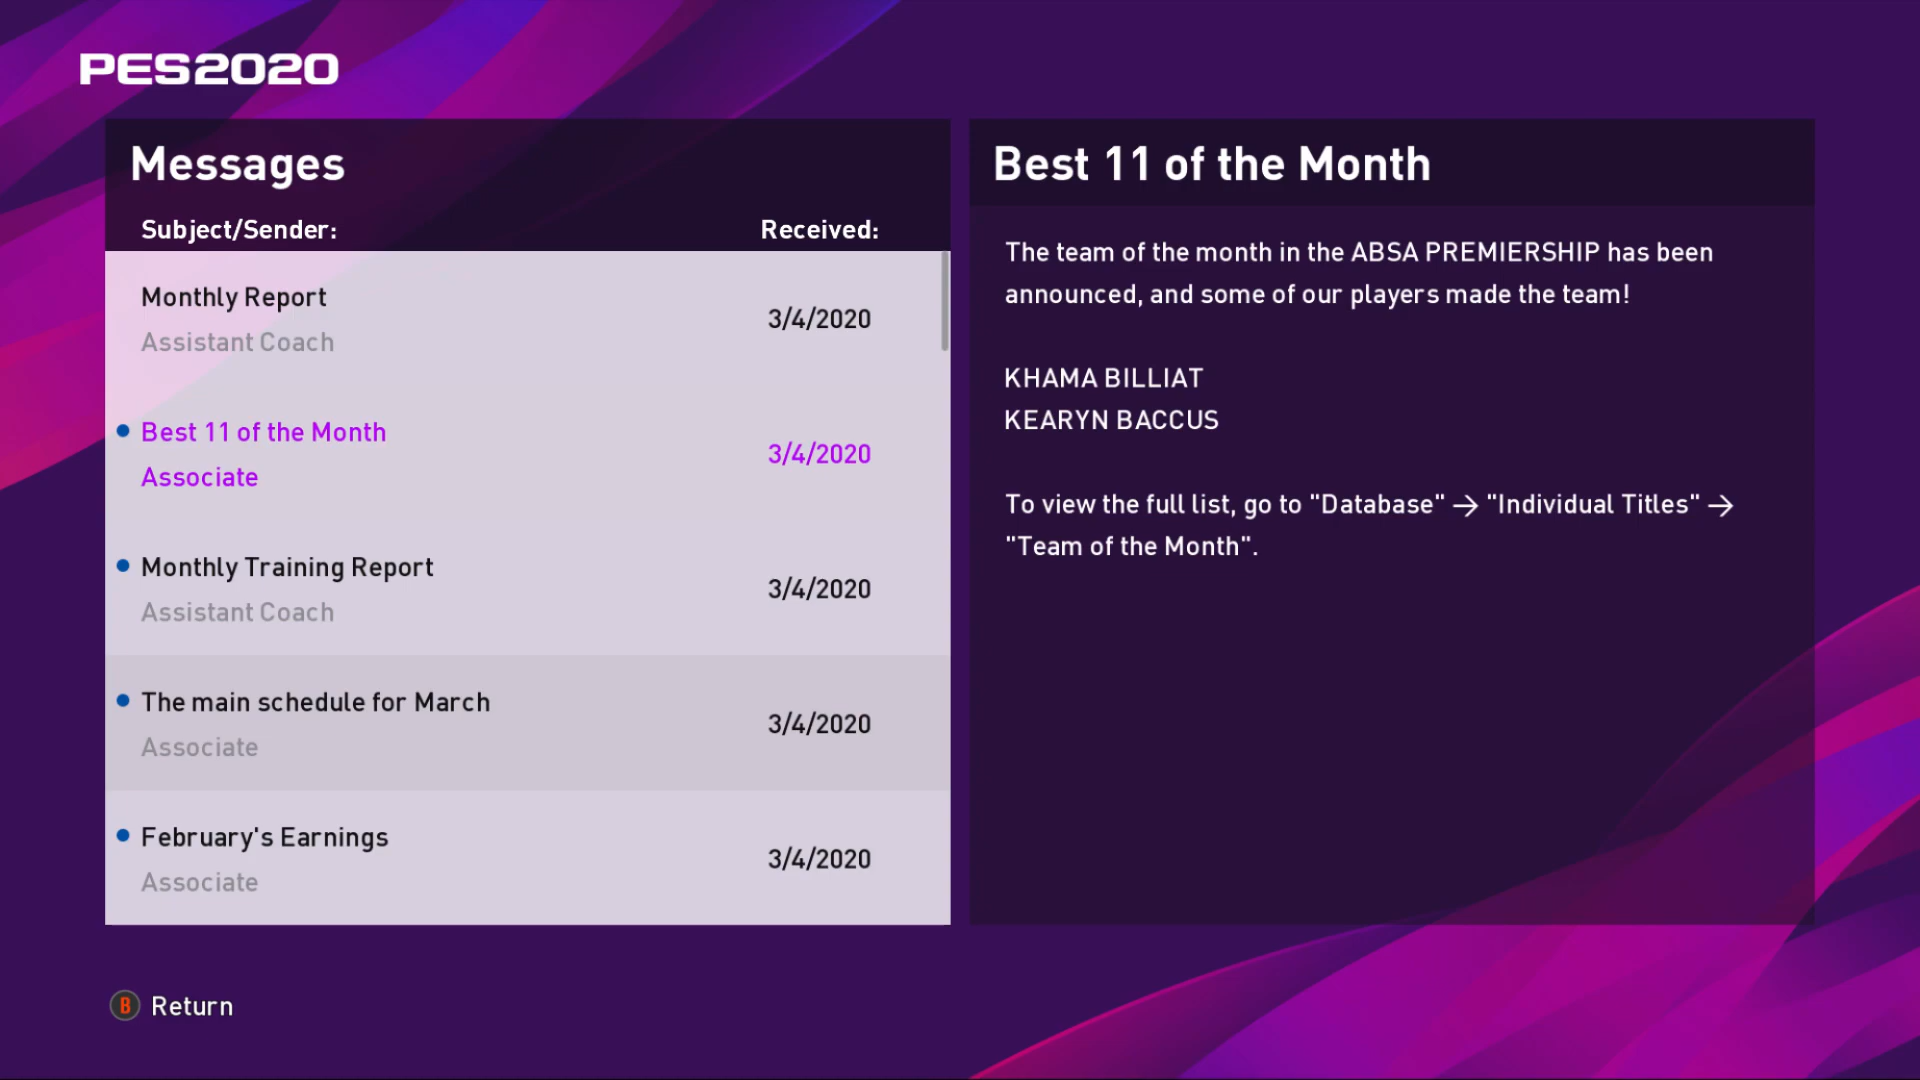 PES2020
Messages
Subject/Sender: Received:
Monthly Report
Assistant Coach
3/4/2020
Best 11 of the Month
Associate
3/4/2020
Monthly Training Report
Assistant Coach
3/4/2020
The main schedule for March
Associate
3/4/2020
February's Earnings
Associate
3/4/2020
Best 11 of the Month
The team of the month in the ABSA PREMIERSHIP has been
announced, and some of our players made the team!
KHAMA BILLIAT
KEARYN BACCUS
To view the full list, go to "Database" → "Individual Titles" →
"Team of the Month".
B Return